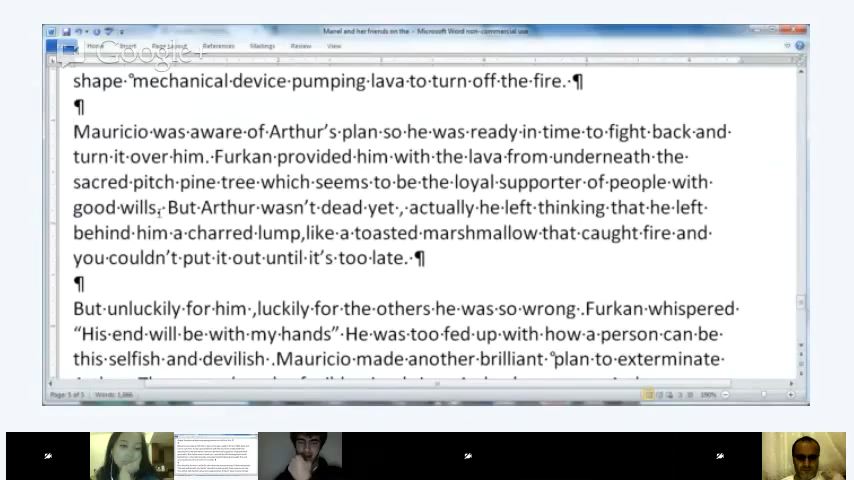 Manel and her friends on the - Microsoft Word non-commercial use
Home Insert Page Layout References Mailings Review View
Google+
shape·°mechanical·device·pumping·lava·to·turn·off·the·fire.·¶
¶
Mauricio·was·aware·of·Arthur’s·plan·so·he·was·ready·in·time·to·fight·back·and·
turn·it·over·him.··Furkan·provided·him·with·the·lava·from·underneath·the·
sacred·pitch·pine·tree·which·seems·to·be·the·loyal·supporter·of·people·with·
good·wills.·But·Arthur·wasn’t·dead·yet·,·actually·he·left·thinking·that·he·left·
behind·him·a·charred·lump,like·a·toasted·marshmallow·that·caught·fire·and·
you·couldn’t·put·it·out·until·it’s·too·late.·¶
¶
But·unluckily·for·him·,luckily·for·the·others·he·was·so·wrong·.Furkan·whispered·
“His·end·will·be·with·my·hands”·He·was·too·fed·up·with·how·a·person·can·be·
this·selfish·and·devilish·.Mauricio·made·another·brilliant·°plan·to·exterminate·
Page: 5 of 5 Words: 1,866 190%